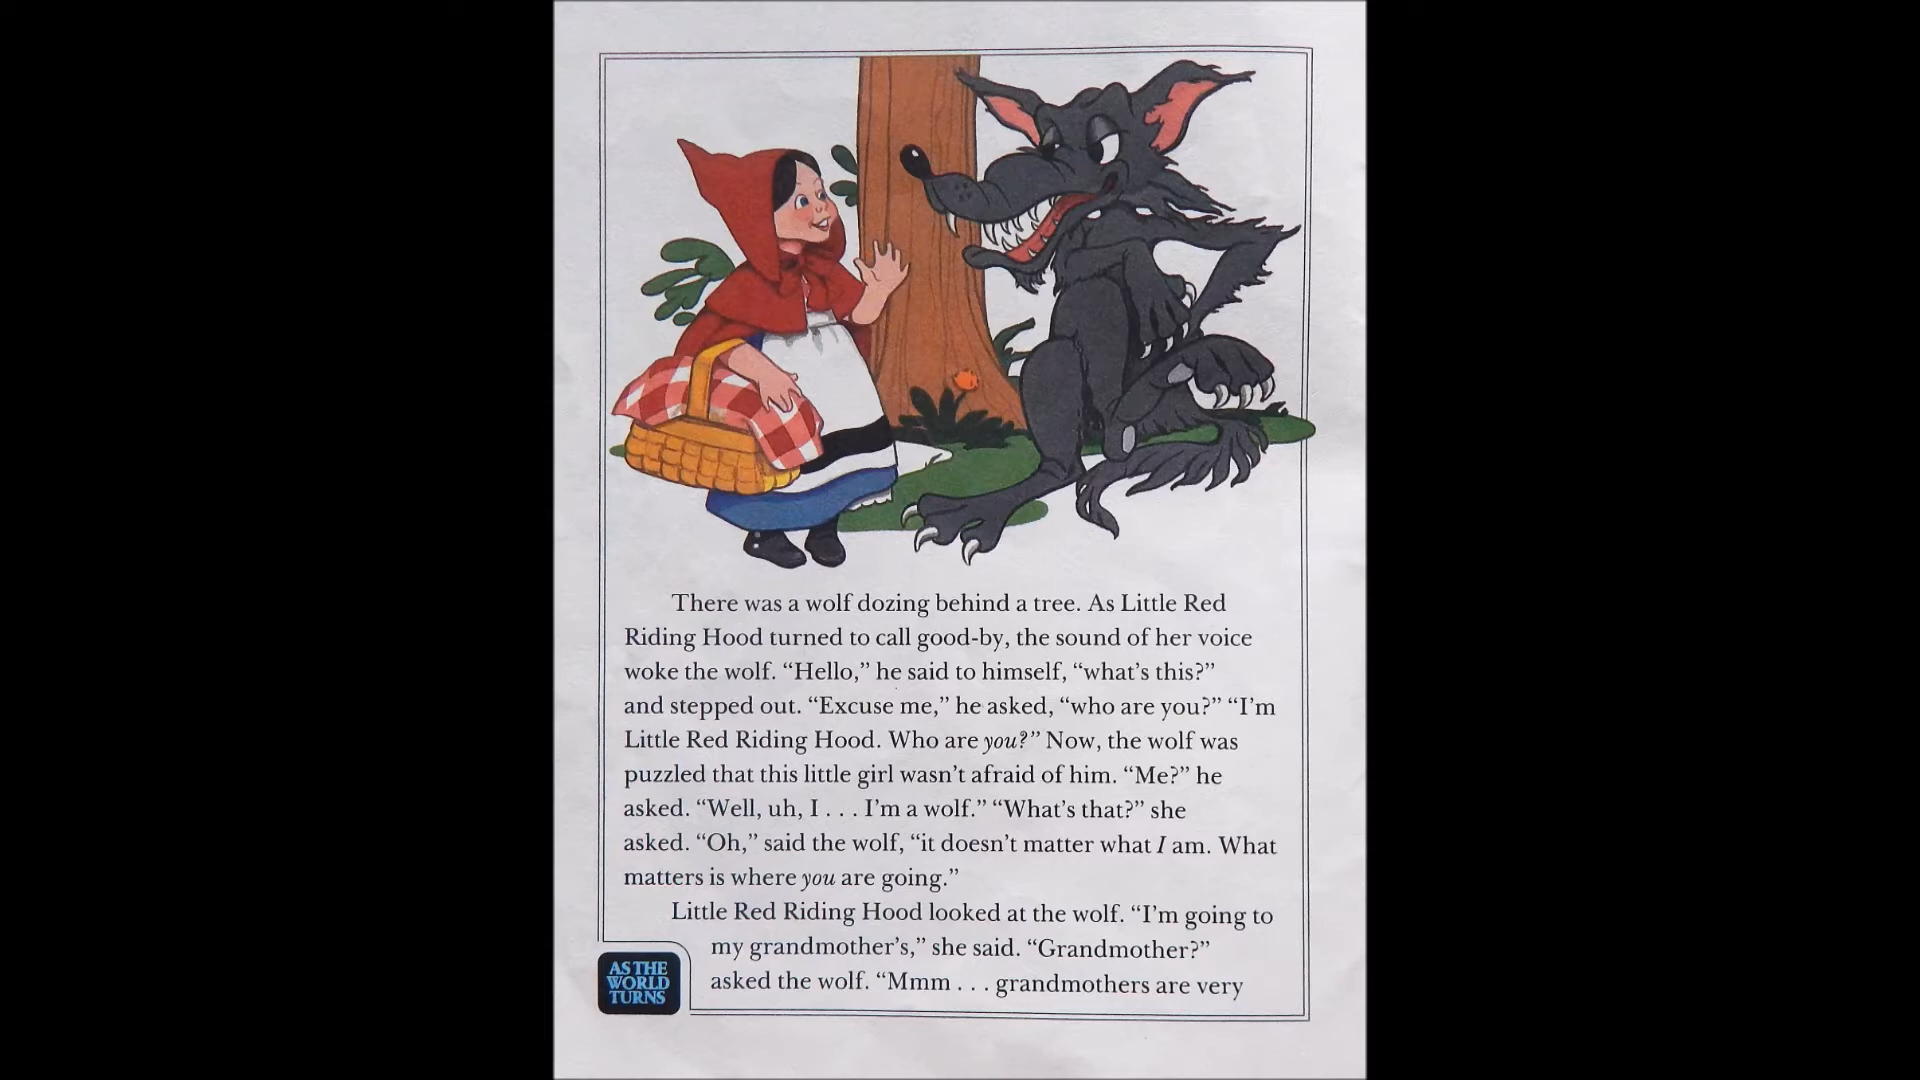 There was a wolf dozing behind a tree. As Little Red
Riding Hood turned to call good-by, the sound of her voice
woke the wolf. “Hello,” he said to himself, “what’s this?”
and stepped out. “Excuse me,” he asked, “who are you?” “I’m
Little Red Riding Hood. Who are you?” Now, the wolf was
puzzled that this little girl wasn’t afraid of him. “Me?” he
asked. “Well, uh, I . . . I’m a wolf.” “What’s that?” she
asked. “Oh,” said the wolf, “it doesn’t matter what I am. What
matters is where you are going.”
Little Red Riding Hood looked at the wolf. “I’m going to
my grandmother’s,” she said. “Grandmother?”
asked the wolf. “Mmm . . . grandmothers are very
AS THE
WORLD
TURNS